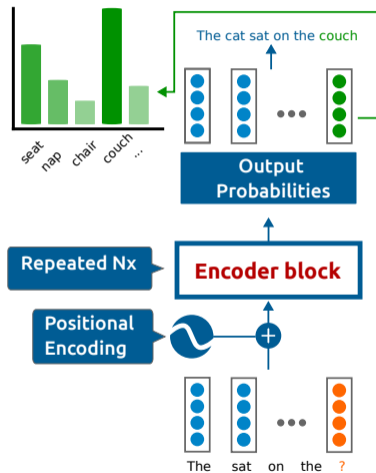 The cat sat on the couch
seat
nap
chair
couch
...
Output
Probabilities
Repeated Nx
Encoder block
Positional
Encoding
+
The sat on the ?